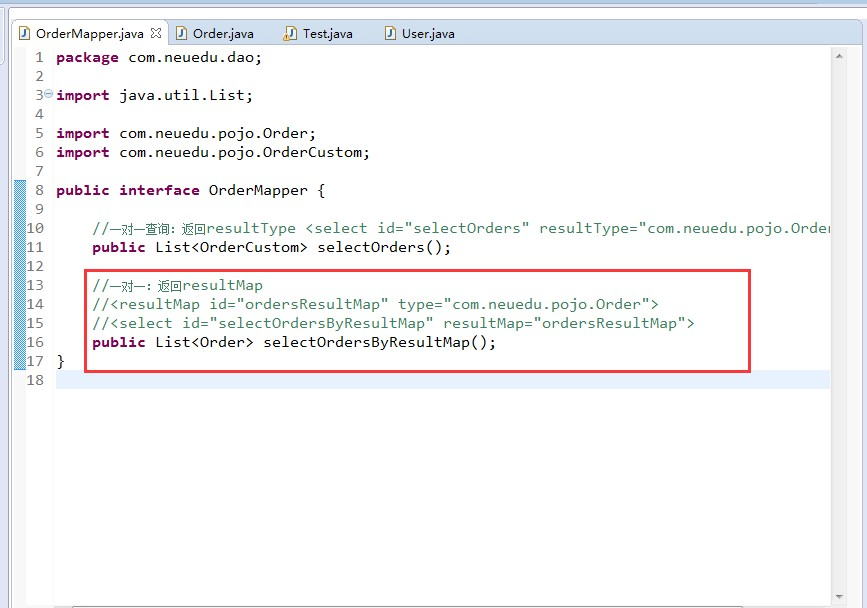 OrderMapper.java Order.java Test.java User.java
1 package com.neuedu.dao;
2
3 import java.util.List;
4
5 import com.neuedu.pojo.Order;
6 import com.neuedu.pojo.OrderCustom;
7
8 public interface OrderMapper {
9
10 //一对一查询：返回resultType <select id="selectOrders" resultType="com.neuedu.pojo.Order
11 public List<OrderCustom> selectOrders();
12
13 //一对一：返回resultMap
14 //<resultMap id="ordersResultMap" type="com.neuedu.pojo.Order">
15 //<select id="selectOrdersByResultMap" resultMap="ordersResultMap">
16 public List<Order> selectOrdersByResultMap();
17 }
18